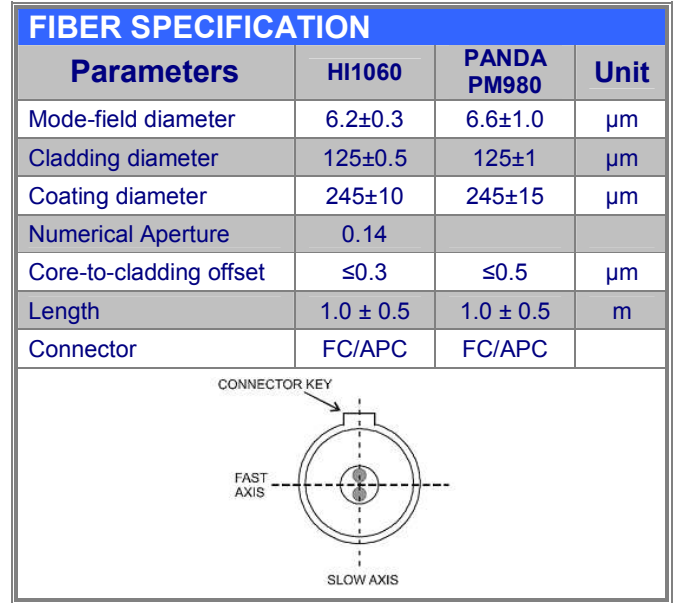 FIBER SPECIFICATION
Parameters HI1060 PANDA PM980 Unit
Mode-field diameter 6.2±0.3 6.6±1.0 µm
Cladding diameter 125±0.5 125±1 µm
Coating diameter 245±10 245±15 µm
Numerical Aperture 0.14
Core-to-cladding offset ≤0.3 ≤0.5 µm
Length 1.0 ± 0.5 1.0 ± 0.5 m
Connector FC/APC FC/APC
CONNECTOR KEY
FAST
AXIS
SLOW AXIS